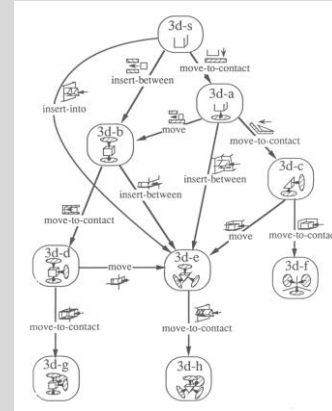 3d-s
insert-between
move-to-contact
insert-into
3d-a
3d-b
move
move-to-contact
insert-between
insert-between
3d-c
move-to-contact
move
move-to-contac
3d-d
move
3d-e
3d-f
move-to-contact
move-to-contact
3d-g
3d-h